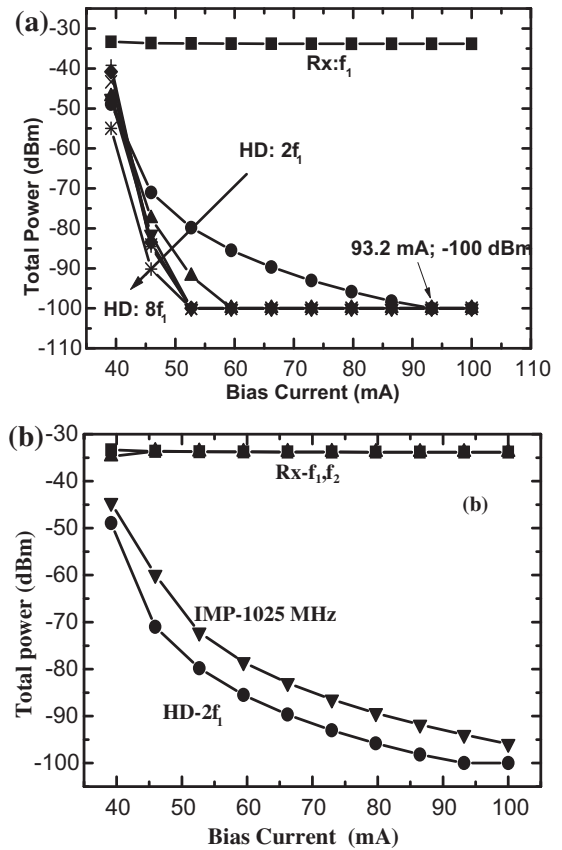 (a)
-30
-40
-50
-60
-70
-80
-90
-100
-110
Total Power (dBm)
Rx:f1
HD: 2f1
HD: 8f1
93.2 mA; -100 dBm
40 50 60 70 80 90 100 110
Bias Current (mA)
(b)
-30
-40
-50
-60
-70
-80
-90
-100
Total power (dBm)
Rx-f1,f2
(b)
IMP-1025 MHz
HD-2f1
40 50 60 70 80 90 100
Bias Current (mA)